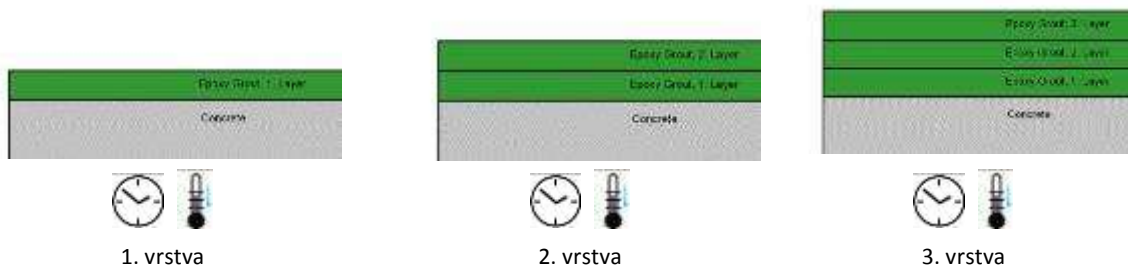 Epoxy Grout, 1. Layer
Concrete
1. vrstva
Epoxy Grout, 2. Layer
Epoxy Grout, 1. Layer
Concrete
2. vrstva
Epoxy Grout, 3. Layer
Epoxy Grout, 2. Layer
Epoxy Grout, 1. Layer
Concrete
3. vrstva